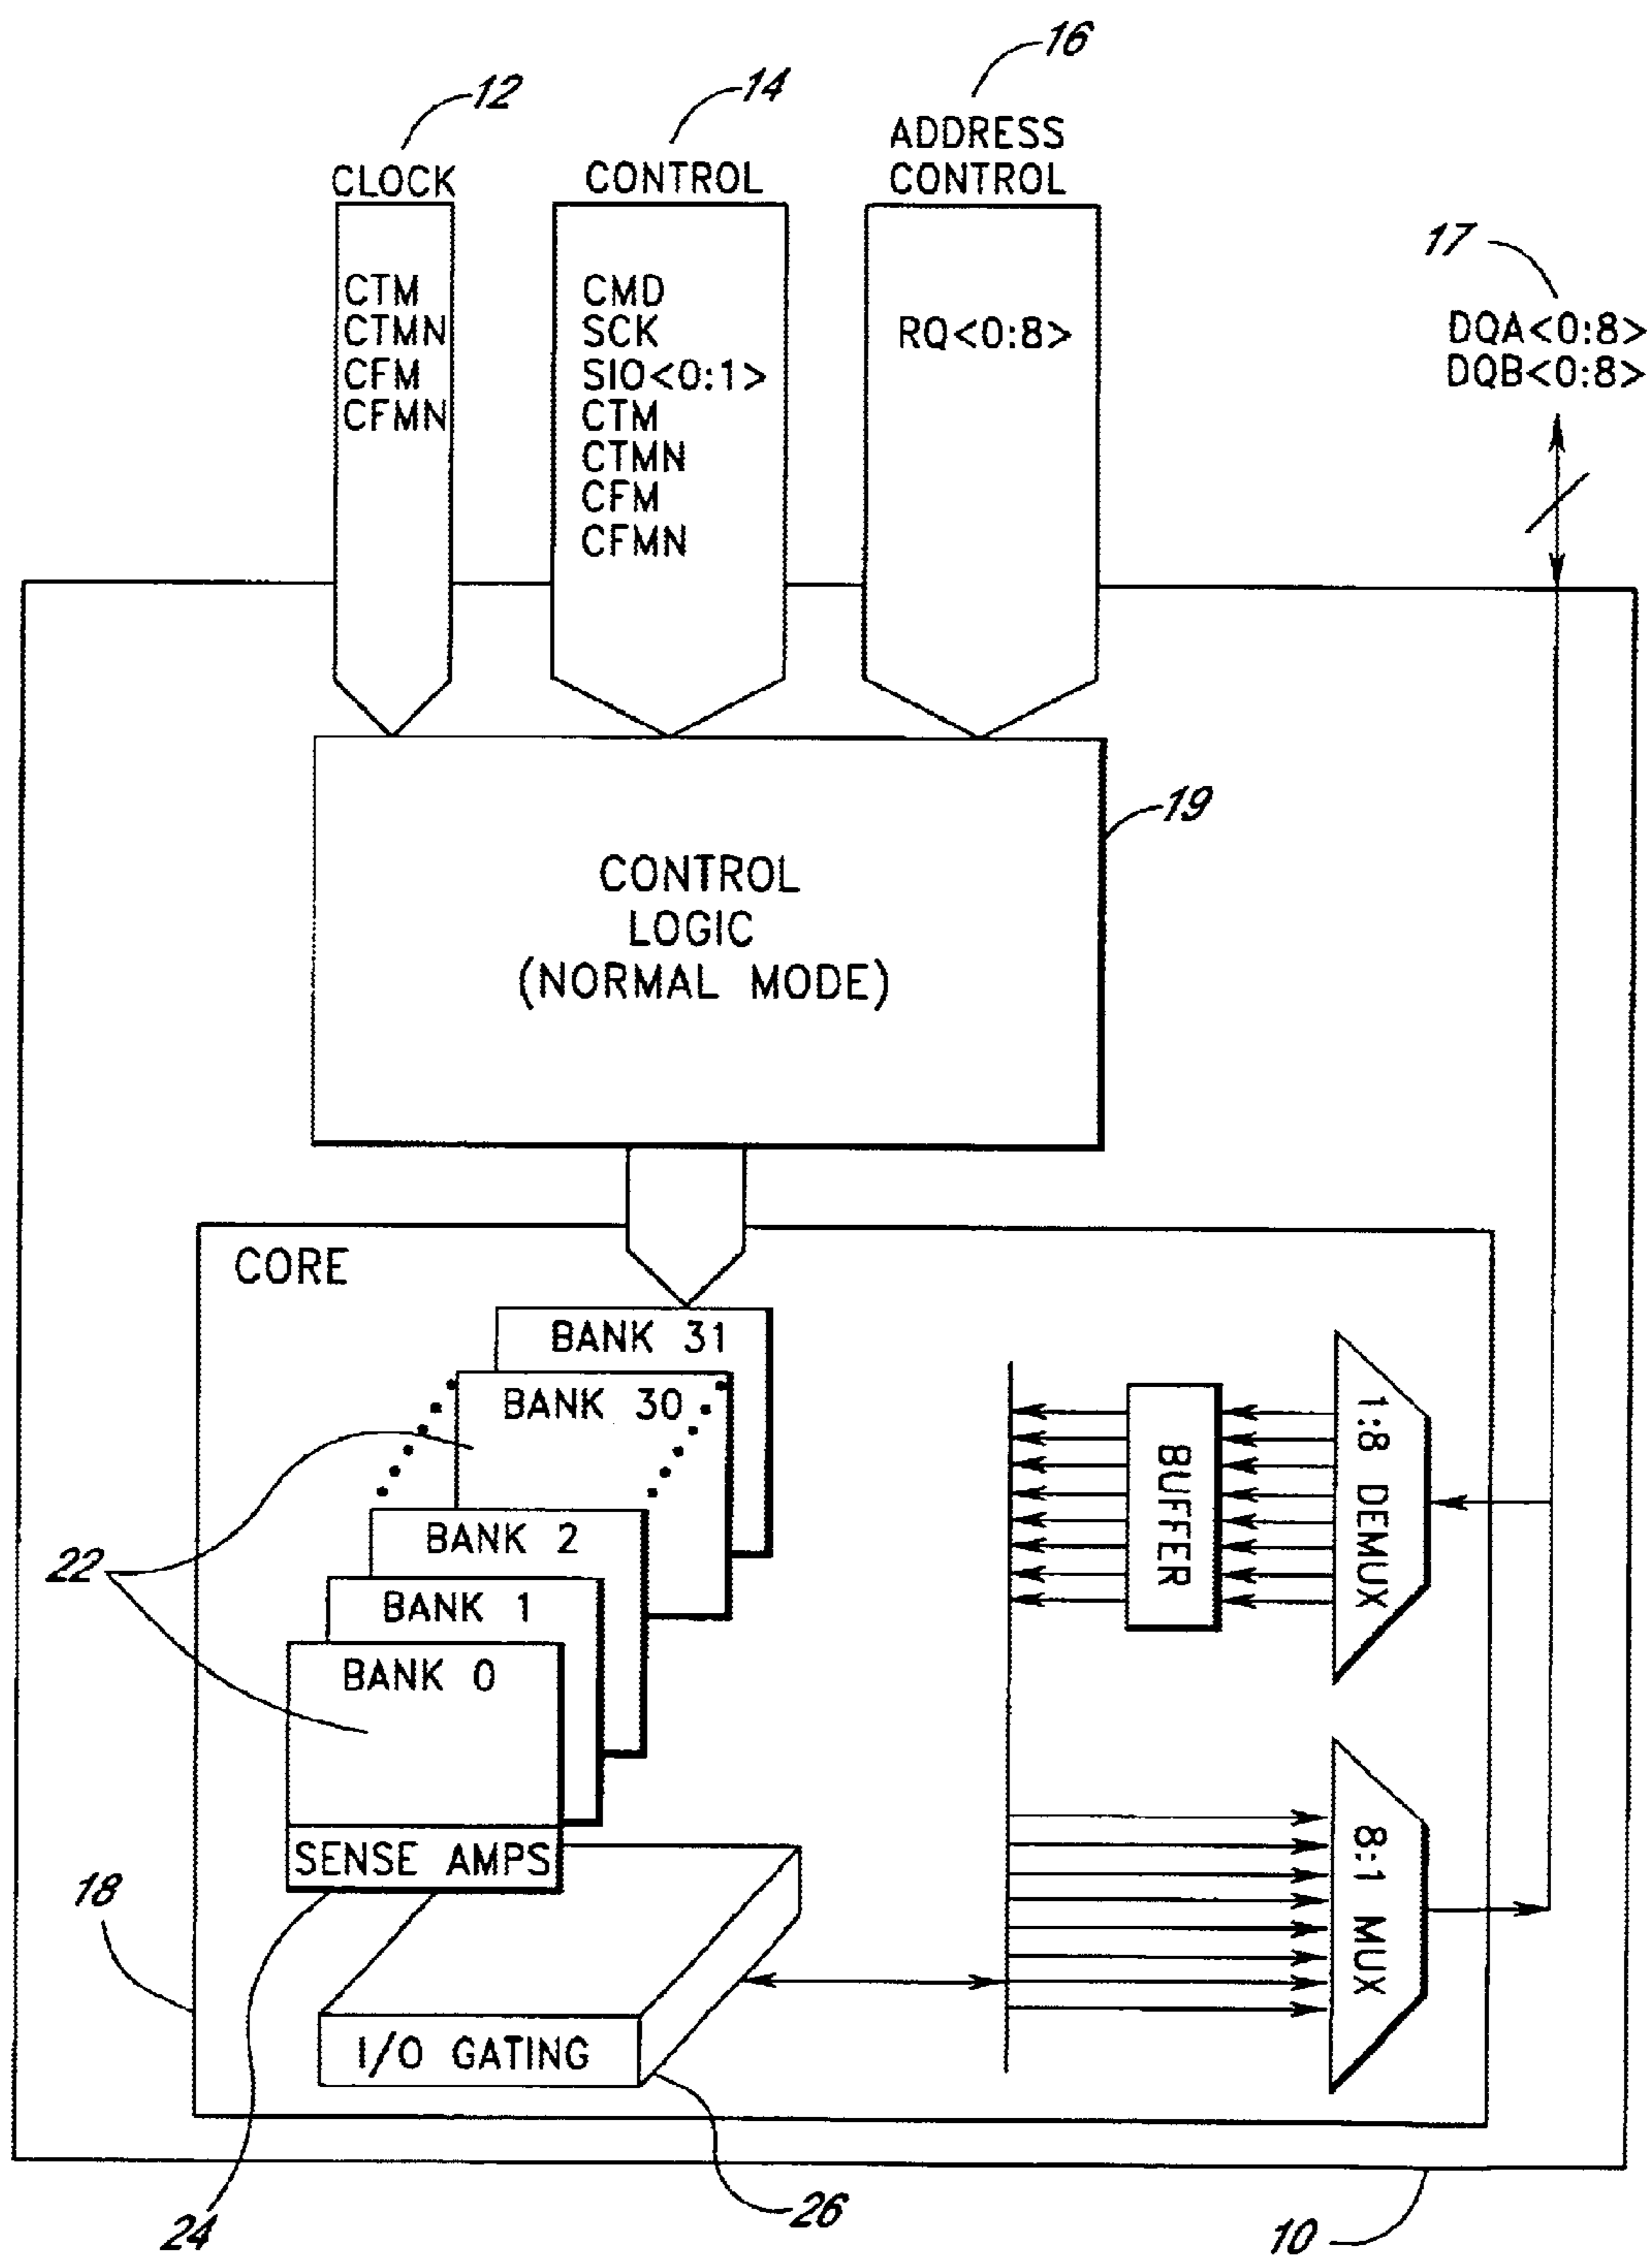 12
14
16
CLOCK
CONTROL
ADDRESS
CONTROL
17
CTM
CTMN
CFM
CFMN
CMD
SCK
SIO<0:1>
CTM
CTMN
CFM
CFMN
RQ<0:8>
DQA<0:8>
DQB<0:8>
19
CONTROL
LOGIC
(NORMAL MODE)
CORE
BANK 31
BANK 30
BANK 2
BANK 1
BANK 0
22
SENSE AMPS
BUFFER
1:8 DEMUX
8:1 MUX
18
I/O GATING
24
26
10